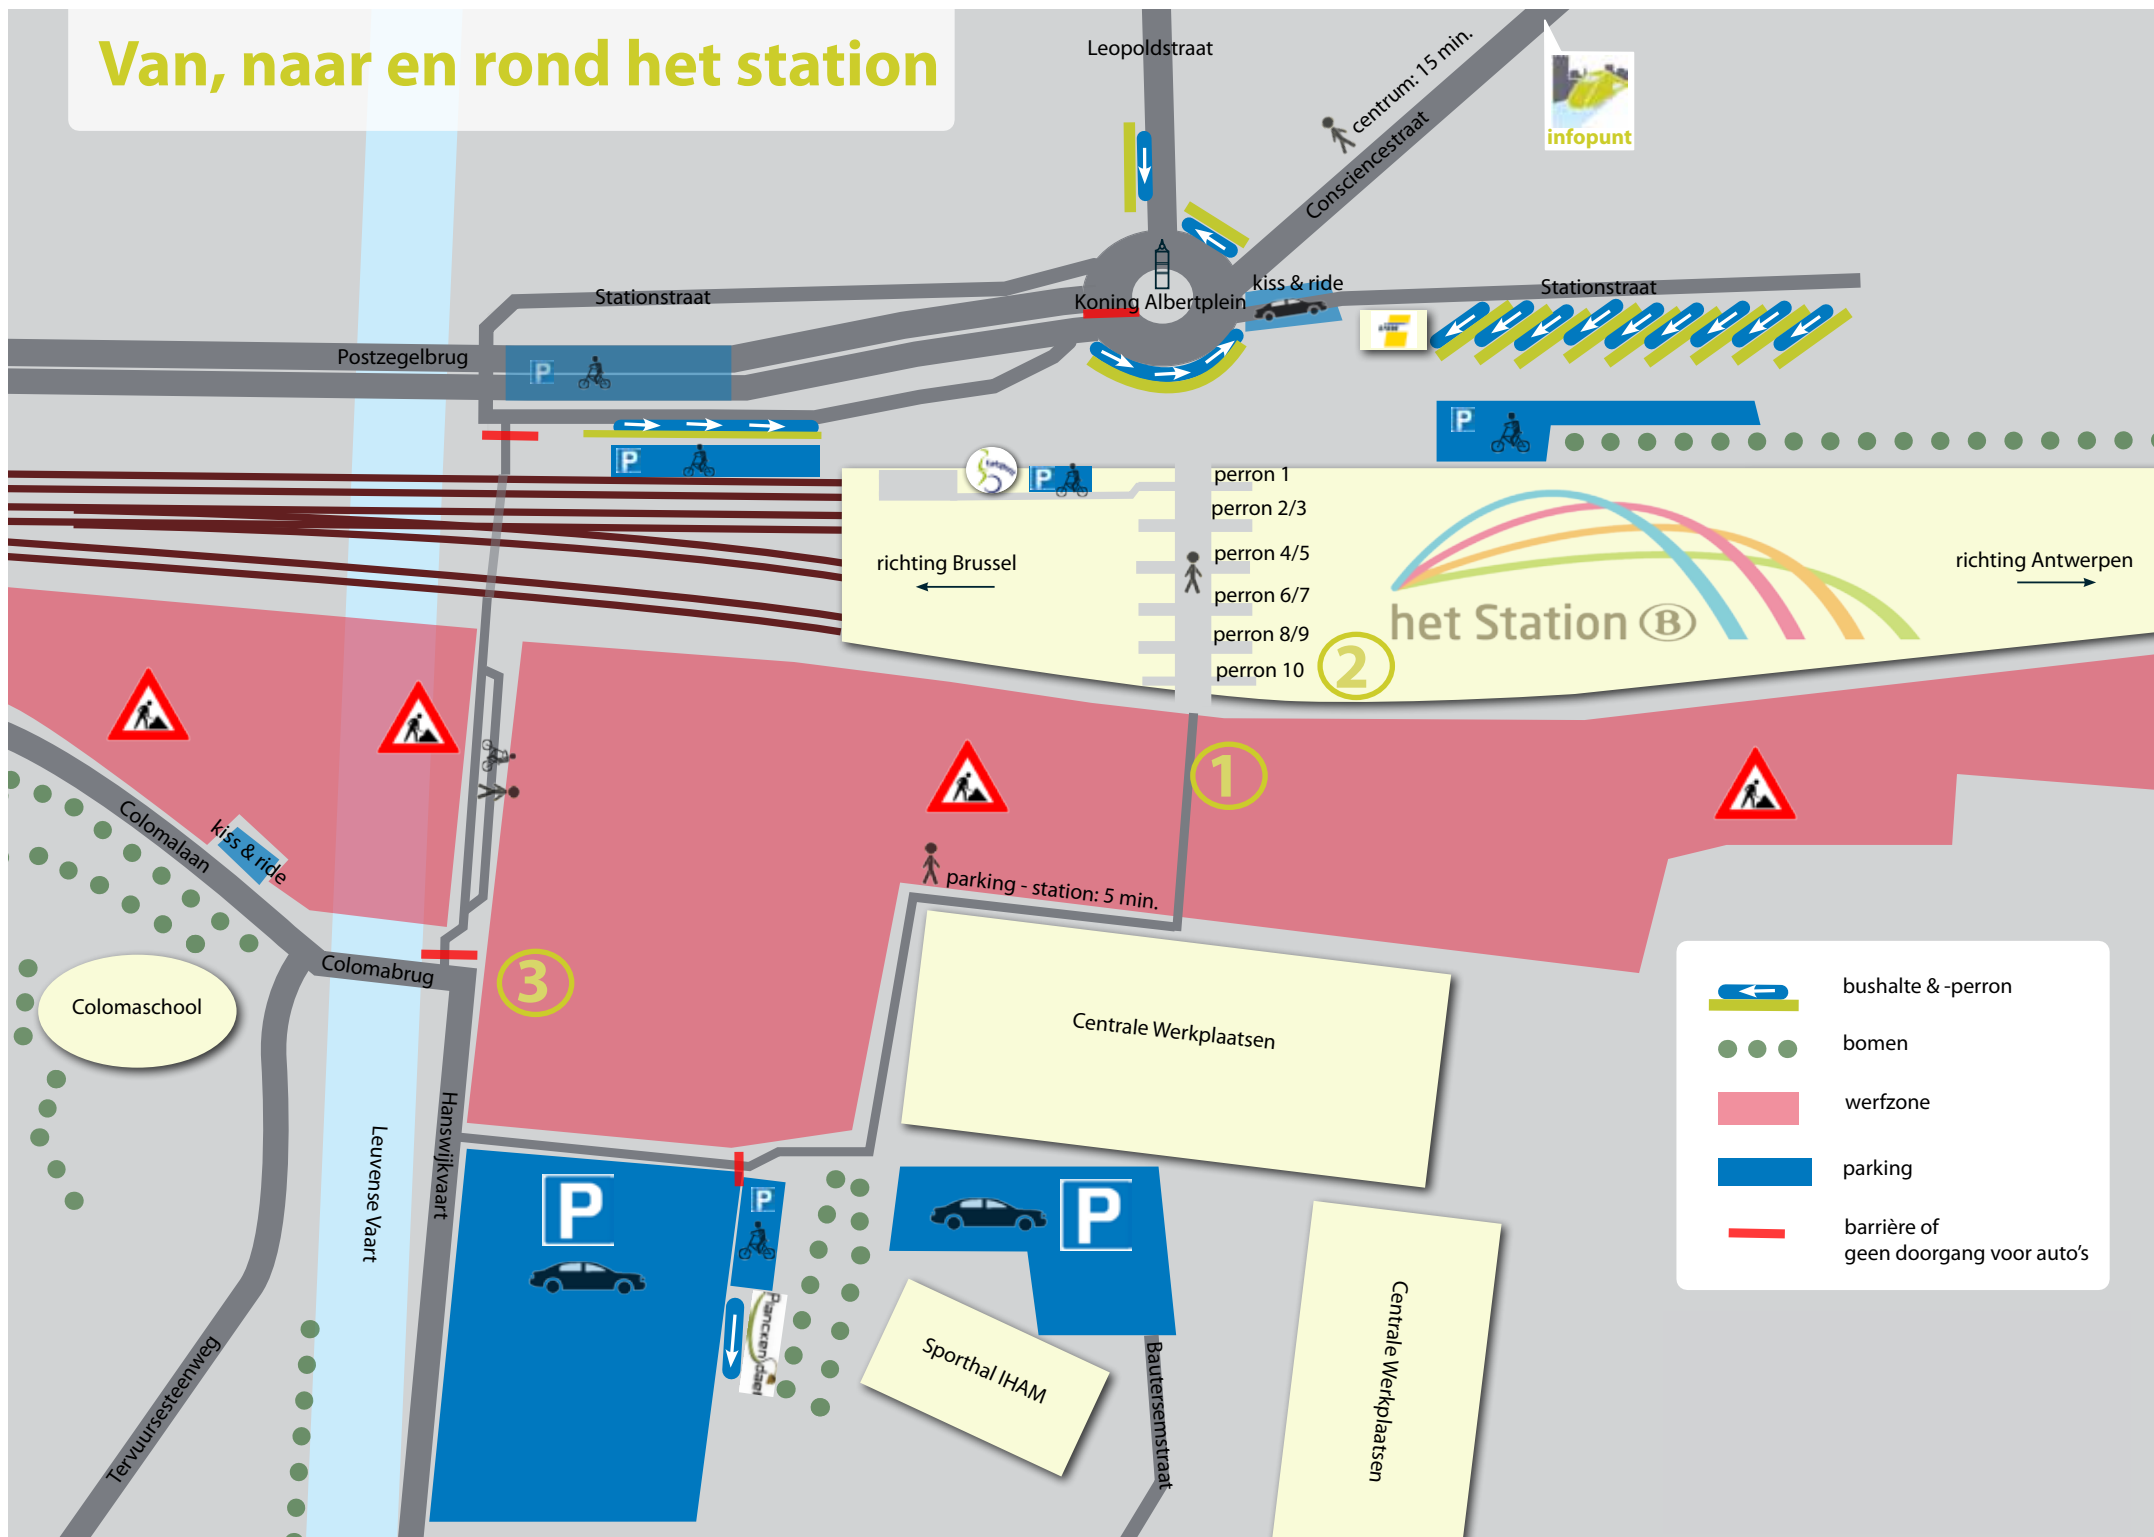 Van, naar en rond het station
Leopoldstraat
centrum: 15 min.
Consciencestraat
infopunt
Stationstraat
Koning Albertplein
kiss & ride
Stationstraat
Postzegelbrug
P
P
P
P
fietspunt
perron 1
perron 2/3
perron 4/5
perron 6/7
perron 8/9
perron 10
richting Brussel
richting Antwerpen
het Station B
2
1
3
Colomalaan
kiss & ride
parking - station: 5 min.
Colomabrug
Colomaschool
Centrale Werkplaatsen
Hanswijkvaart
Leuvense Vaart
Tervuursesteenweg
P
P
P
Planckendael
Sporthal IHAM
Bautersemstraat
Centrale Werkplaatsen
bushalte & -perron
bomen
werfzone
parking
barrière of
geen doorgang voor auto's